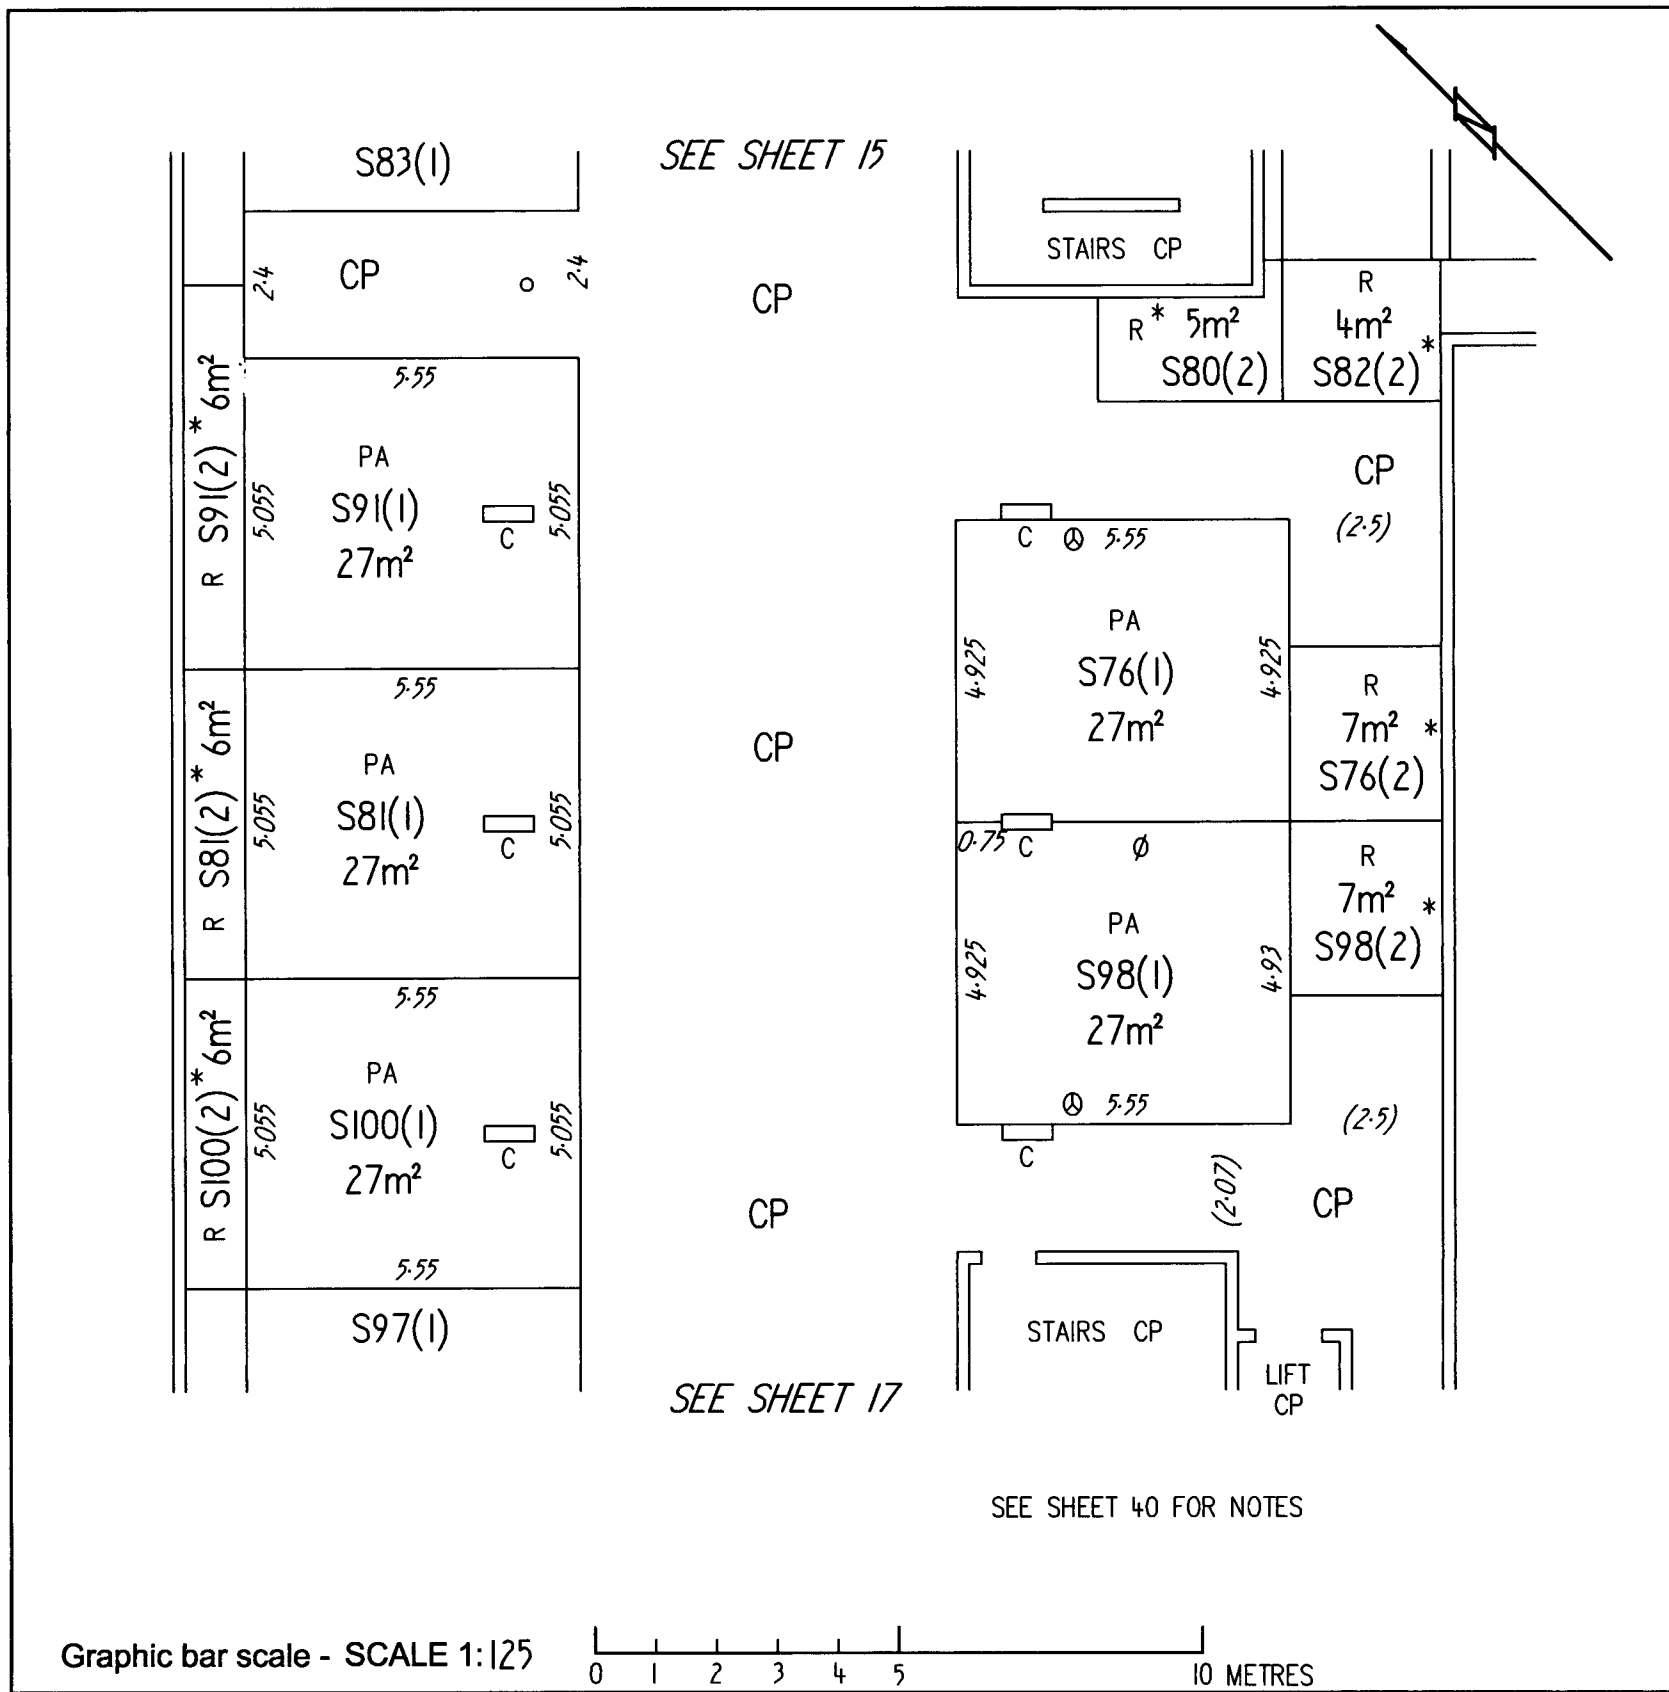 S83(1)
SEE SHEET 15
STAIRS CP
2·4
CP
2·4
CP
R
4m²
S82(2) *
R * 5m²
S80(2)
R S91(2) * 6m²
5·55
PA
S91(1)
27m²
5·055
5·055
C
CP
(2·5)
C
5·55
PA
S76(1)
27m²
4·925
4·925
R
7m² *
S76(2)
R S81(2) * 6m²
5·55
PA
S81(1)
27m²
5·055
5·055
C
CP
0·75
C
ø
PA
S98(1)
27m²
4·925
4·93
R
7m² *
S98(2)
R S100(2) * 6m²
5·55
PA
S100(1)
27m²
5·055
5·055
C
5·55
5·55
C
(2·5)
(2·07)
CP
CP
S97(1)
STAIRS CP
LIFT
CP
SEE SHEET 17
SEE SHEET 40 FOR NOTES
Graphic bar scale - SCALE 1:125
0 1 2 3 4 5 10 METRES